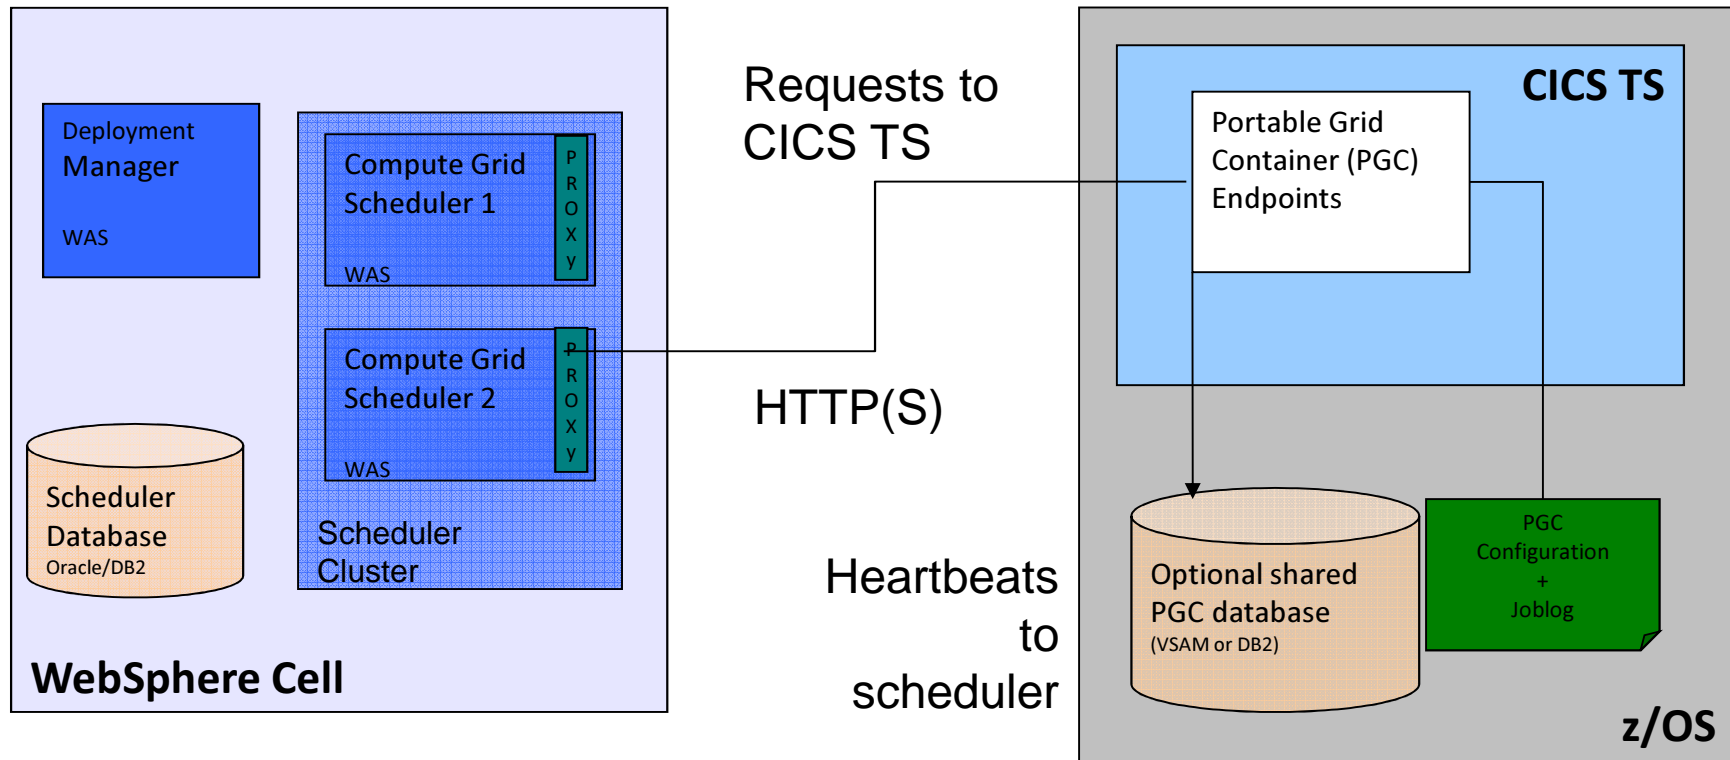 Deployment
Manager
WAS
Compute Grid
Scheduler 1
WAS
P
R
O
X
y
Compute Grid
Scheduler 2
WAS
P
R
O
X
y
Scheduler
Cluster
Scheduler
Database
Oracle/DB2
WebSphere Cell
Requests to
CICS TS
HTTP(S)
Heartbeats
to
scheduler
CICS TS
Portable Grid
Container (PGC)
Endpoints
Optional shared
PGC database
(VSAM or DB2)
PGC
Configuration
+
Joblog
z/OS